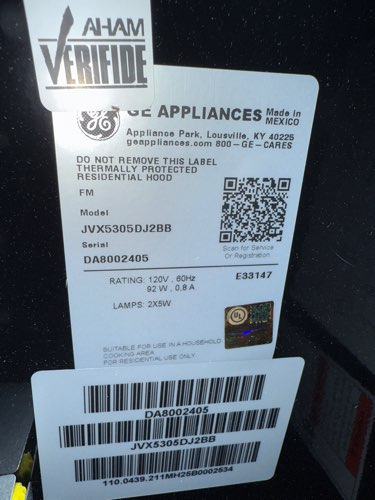 AHAM
VERIFIDE
GE APPLIANCES Made in MEXICO
Appliance Park, Lousville, KY 40225
geappliances.com 800-GE-CARES
DO NOT REMOVE THIS LABEL
THERMALLY PROTECTED
RESIDENTIAL HOOD
FM
Model
JVX5305DJ2BB
Serial
DA8002405
Scan for Service
Or Registration
RATING: 120V , 60Hz
92 W , 0.8 A
E33147
LAMPS: 2X5W
UL
SUITABLE FOR USE IN A HOUSEHOLD
COOKING AREA
FOR RESIDENTIAL USE ONLY
DA8002405
JVX5305DJ2BB
110.0439.211MH25B0002534